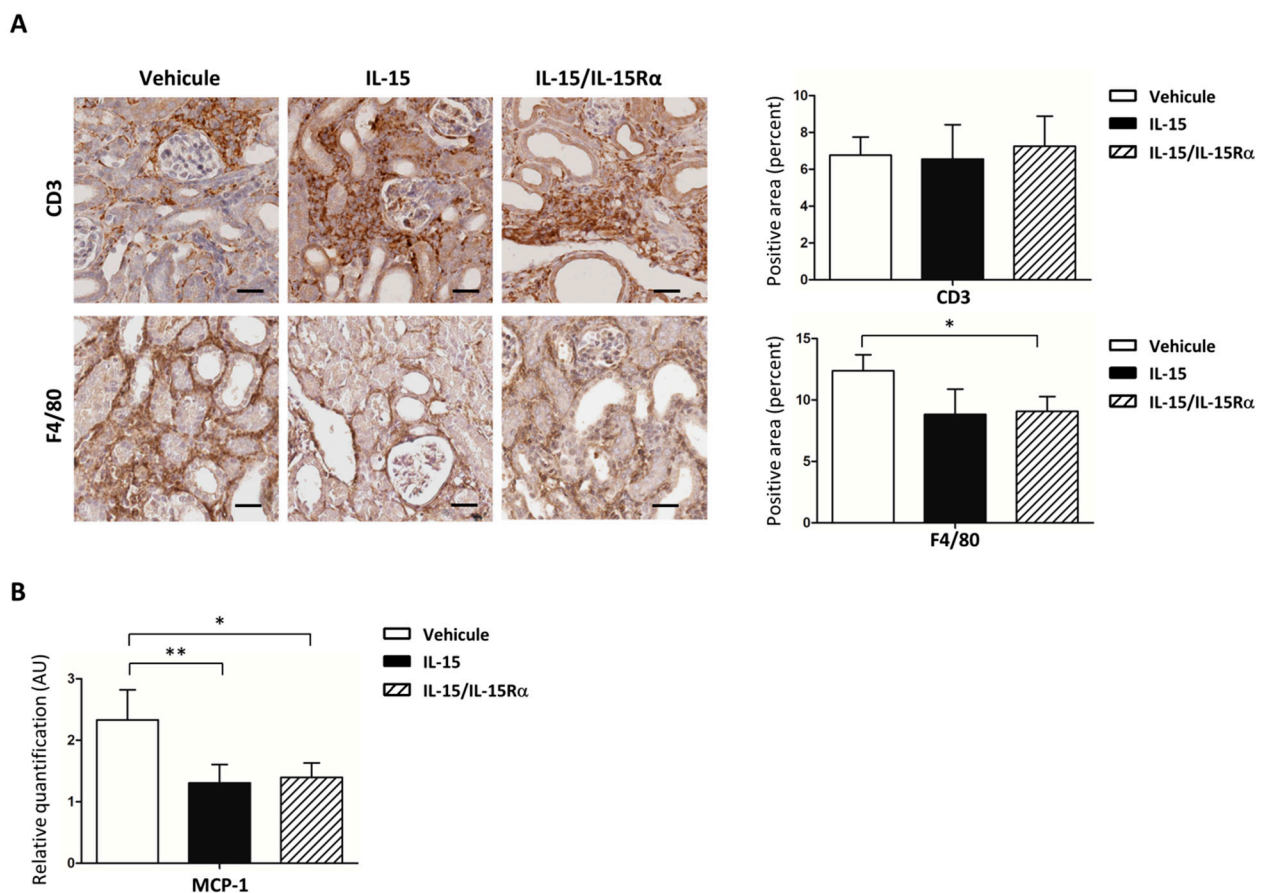 A
Vehicule IL-15 IL-15/IL-15Rα
CD3
F4/80
Positive area (percent)
10
8
6
4
2
0
CD3
Vehicule
IL-15
IL-15/IL-15Rα
Positive area (percent)
15
10
5
0
*
F4/80
Vehicule
IL-15
IL-15/IL-15Rα
B
Relative quantification (AU)
3
2
1
0
*
**
MCP-1
Vehicule
IL-15
IL-15/IL-15Rα